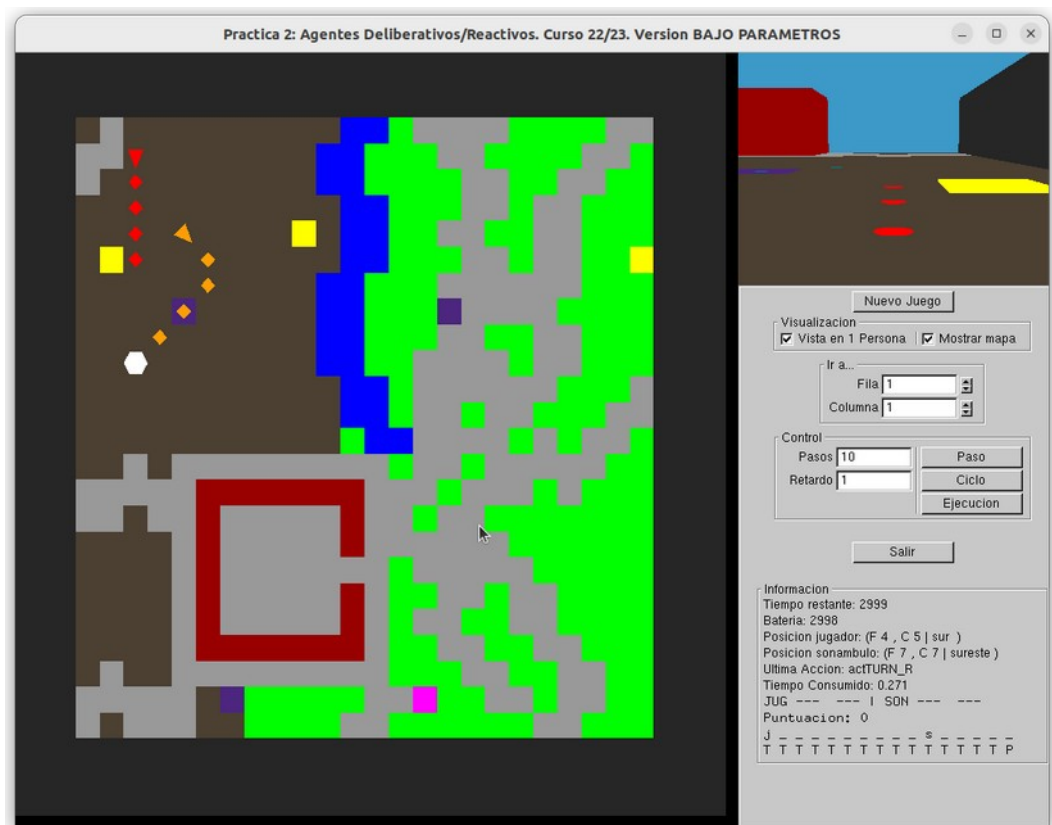 Practica 2: Agentes Deliberativos/Reactivos. Curso 22/23. Version BAJO PARAMETROS
Nuevo Juego
Visualizacion
Vista en 1 Persona
Mostrar mapa
Ir a...
Fila 1
Columna 1
Control
Pasos 10 Paso
Retardo 1 Ciclo
Ejecucion
Salir
Informacion
Tiempo restante: 2999
Bateria: 2998
Posicion jugador: (F 4 , C 5 | sur )
Posicion sonambulo: (F 7 , C 7 | sureste )
Ultima Accion: actTURN_R
Tiempo Consumido: 0.271
JUG --- --- I SON --- ---
Puntuacion: 0
j _ _ _ _ _ _ _ _ _ s _ _ _ _ _
T T T T T T T T T T T T T T T P